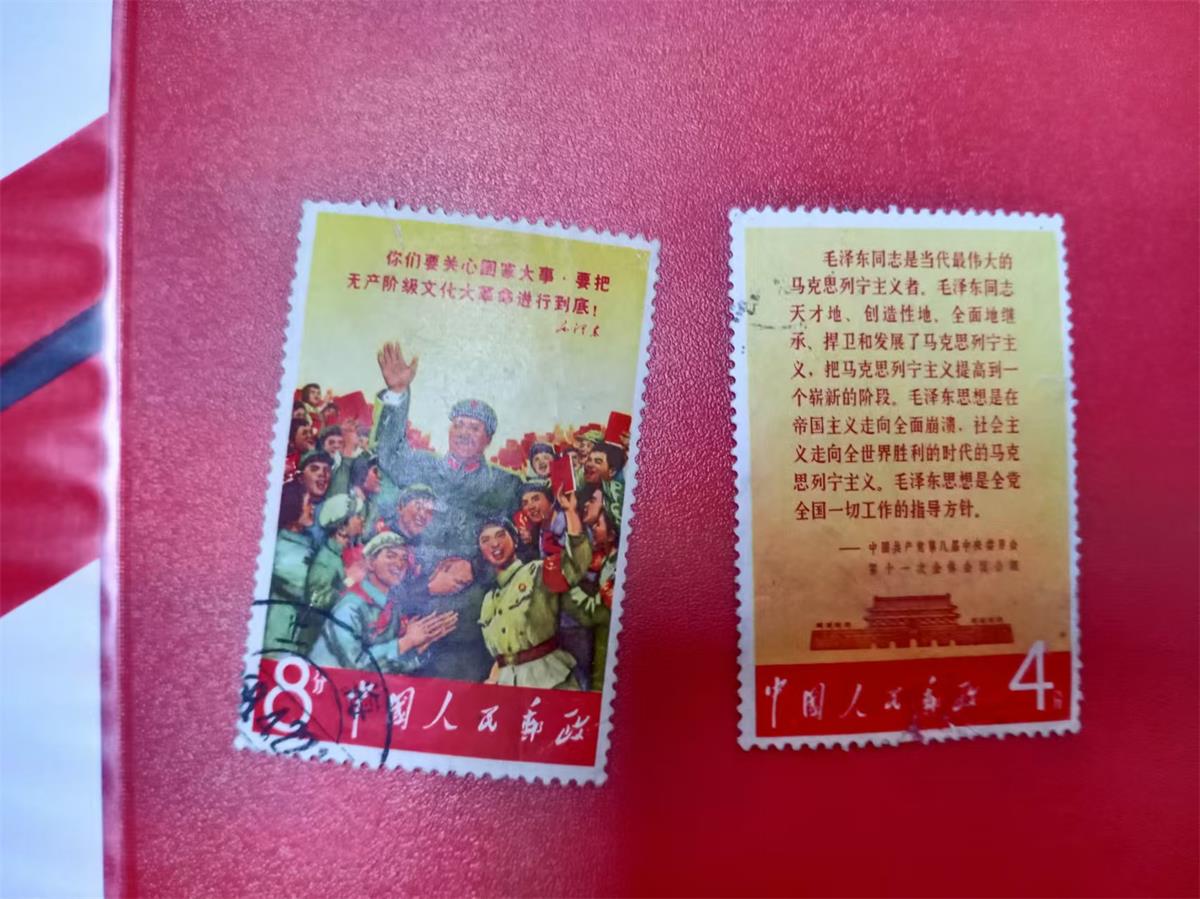 你们要关心国家大事，要把
无产阶级文化大革命进行到底！
毛泽东
8分
中国人民邮政
毛泽东同志是当代最伟大的
马克思列宁主义者。毛泽东同志
天才地、创造性地、全面地继
承、捍卫和发展了马克思列宁主
义，把马克思列宁主义提高到一
个崭新的阶段。毛泽东思想是在
帝国主义走向全面崩溃，社会主
义走向全世界胜利的时代的马克
思列宁主义。毛泽东思想是全党
全国一切工作的指导方针。
——中国共产党第八届中央委员会
第十一次全体会议公报
中国人民邮政
4